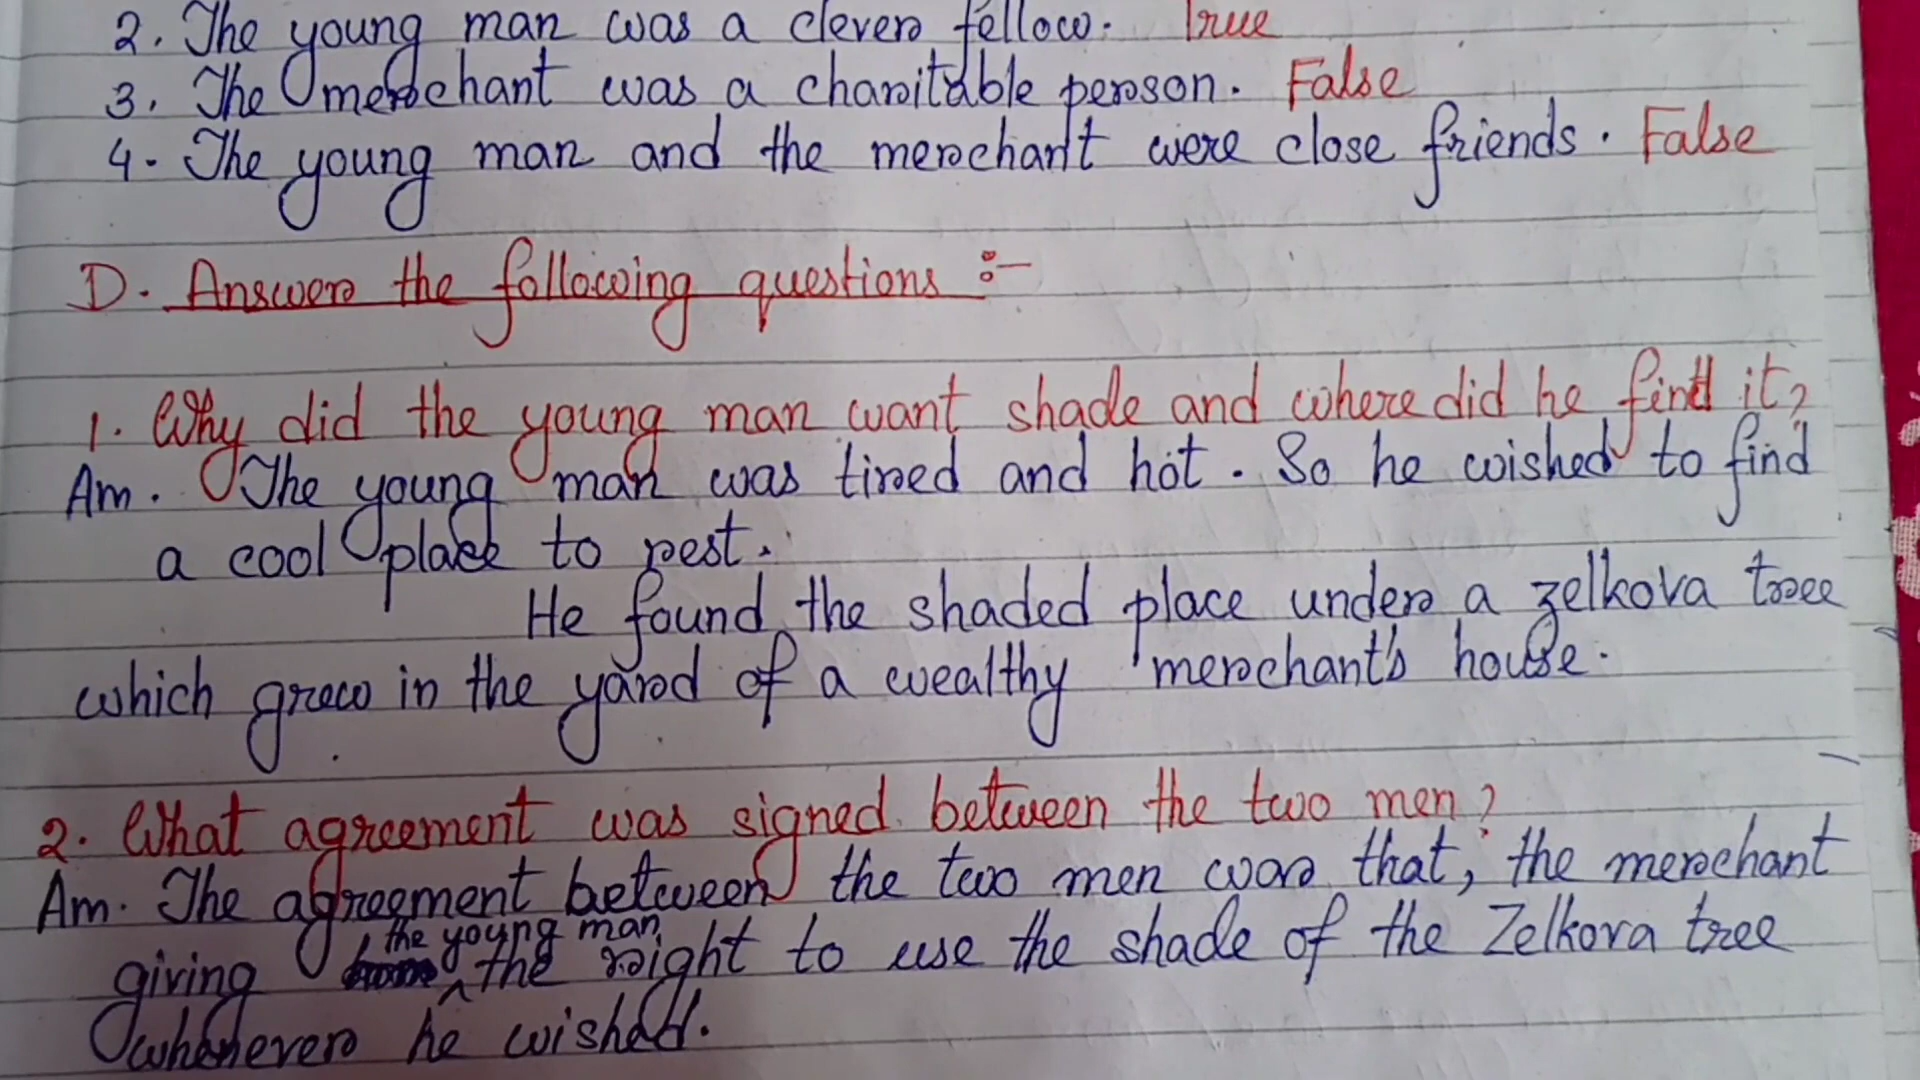 2. The young man was a clever fellow. True
3. The merchant was a charitable person. False
4. The young man and the merchant were close friends. False
D. Answer the following questions :-
1. Why did the young man want shade and where did he find it?
Am. The young man was tired and hot. So he wished to find
a cool place to rest.
He found the shaded place under a zelkova tree
which grew in the yard of a wealthy merchant's house.
2. What agreement was signed between the two men?
Am. The agreement between the two men was that, the merchant
giving the young man the right to use the shade of the Zelkova tree
whenever he wished.